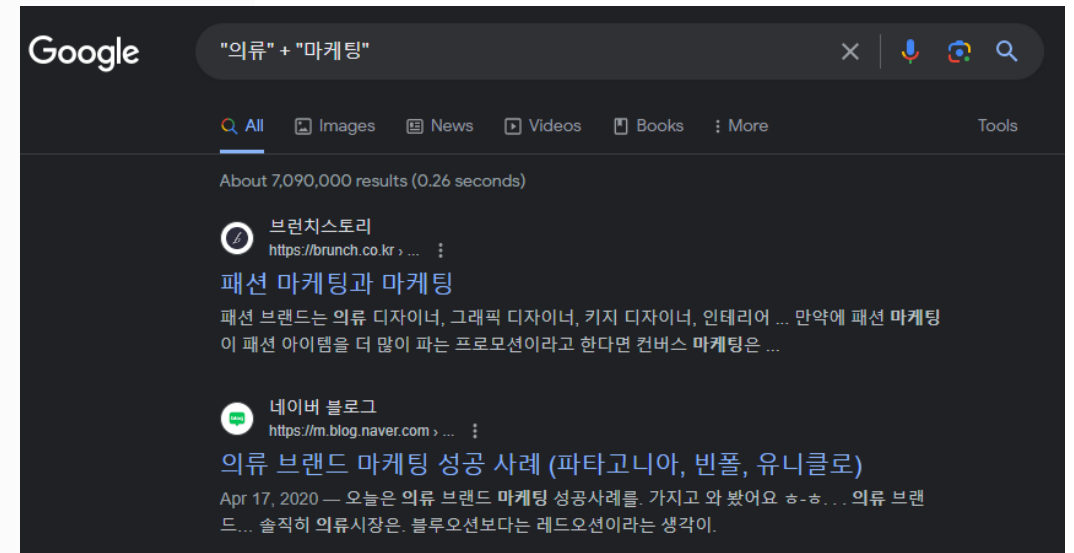 Google
"의류" + "마케팅"
All Images News Videos Books More Tools
About 7,090,000 results (0.26 seconds)
브런치스토리
https://brunch.co.kr › ...
패션 마케팅과 마케팅
패션 브랜드는 의류 디자이너, 그래픽 디자이너, 키지 디자이너, 인테리어 ... 만약에 패션 마케팅
이 패션 아이템을 더 많이 파는 프로모션이라고 한다면 컨버스 마케팅은 ...
blog
네이버 블로그
https://m.blog.naver.com › ...
의류 브랜드 마케팅 성공 사례 (파타고니아, 빈폴, 유니클로)
Apr 17, 2020 — 오늘은 의류 브랜드 마케팅 성공사례를. 가지고 와 봤어요 ㅎ-ㅎ. . . 의류 브랜
드... 솔직히 의류시장은. 블루오션보다는 레드오션이라는 생각이.